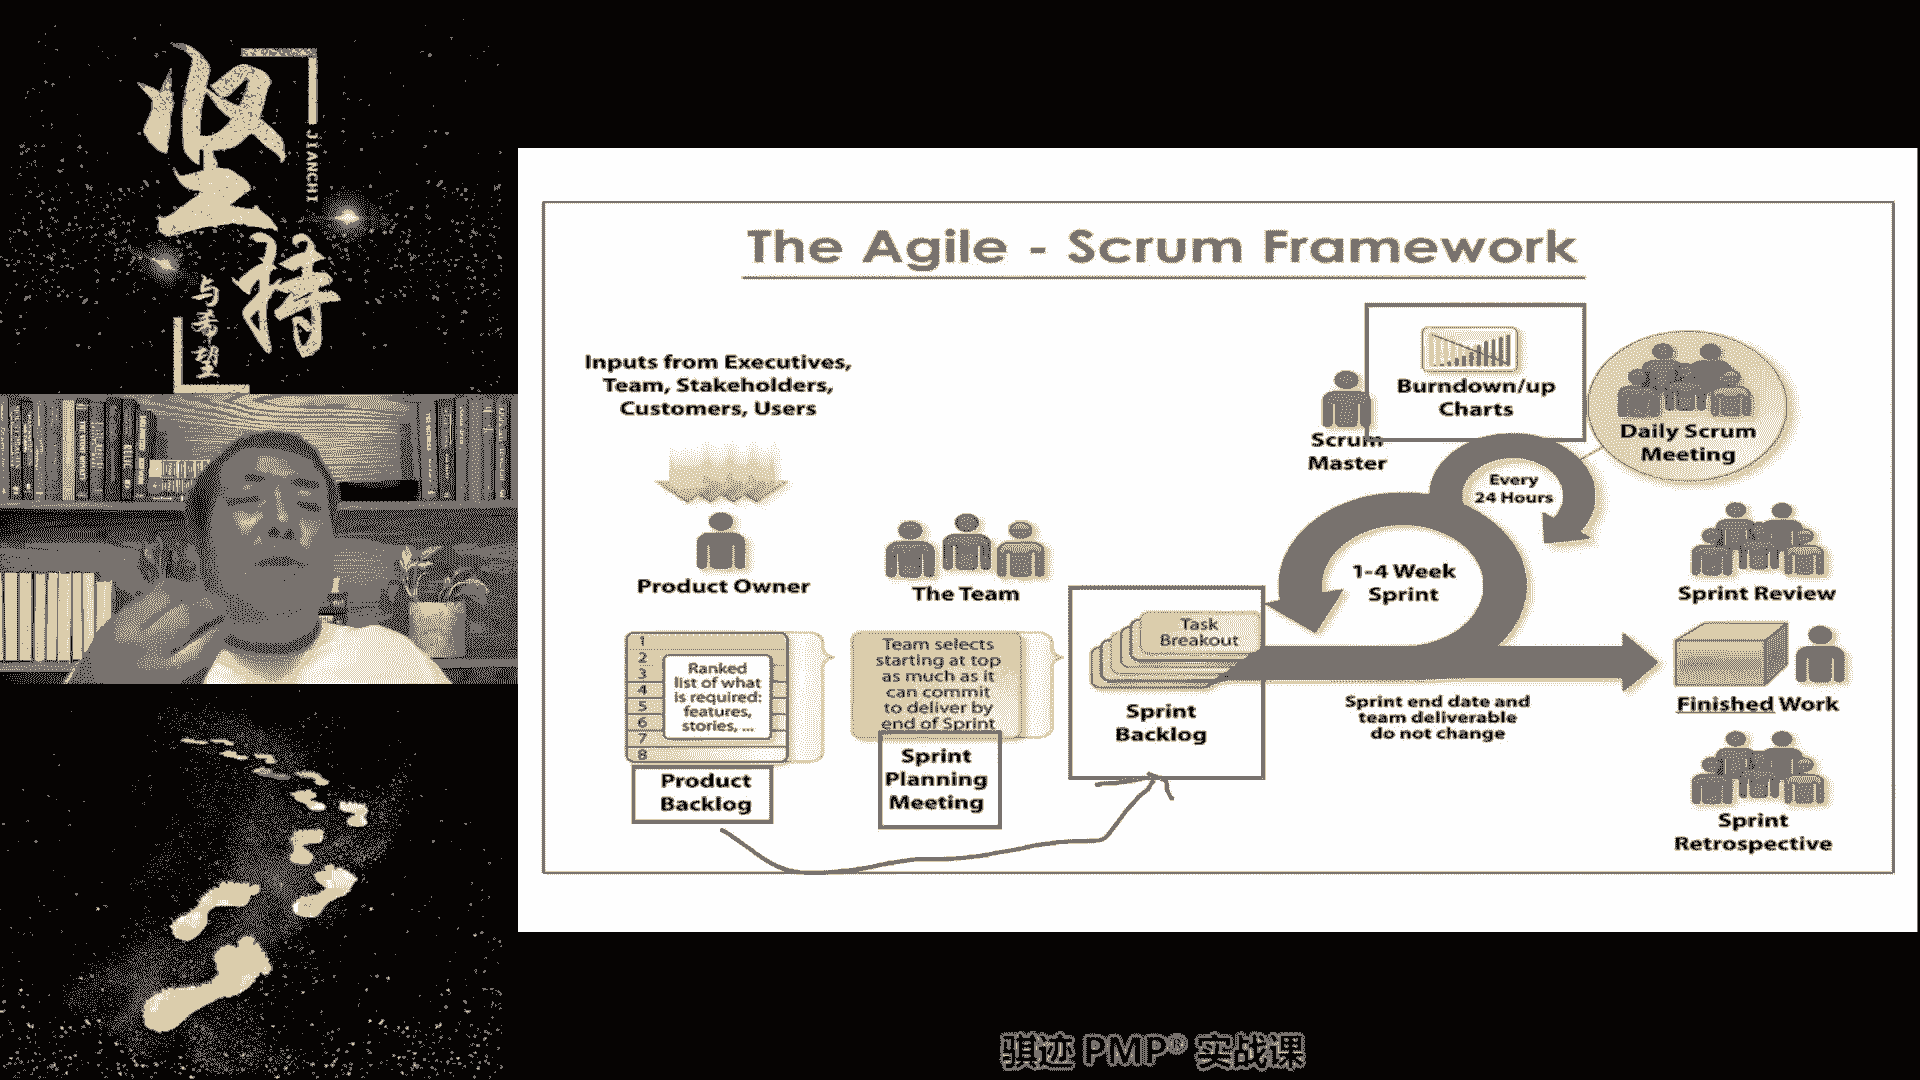 坚持
JIANCHI
与希望
The Agile - Scrum Framework
Inputs from Executives,
Team, Stakeholders,
Customers, Users
Product Owner
The Team
1
2
3
4
5
6
7
8
Ranked
list of what
is required:
features,
stories, ...
Product
Backlog
Team selects
starting at top
as much as it
can commit
to deliver by
end of Sprint
Sprint
Planning
Meeting
Task
Breakout
Sprint
Backlog
Scrum
Master
Burndown/up
Charts
Daily Scrum
Meeting
Every
24 Hours
1-4 Week
Sprint
Sprint end date and
team deliverable
do not change
Sprint Review
Finished Work
Sprint
Retrospective
骐迹 PMP® 实战课